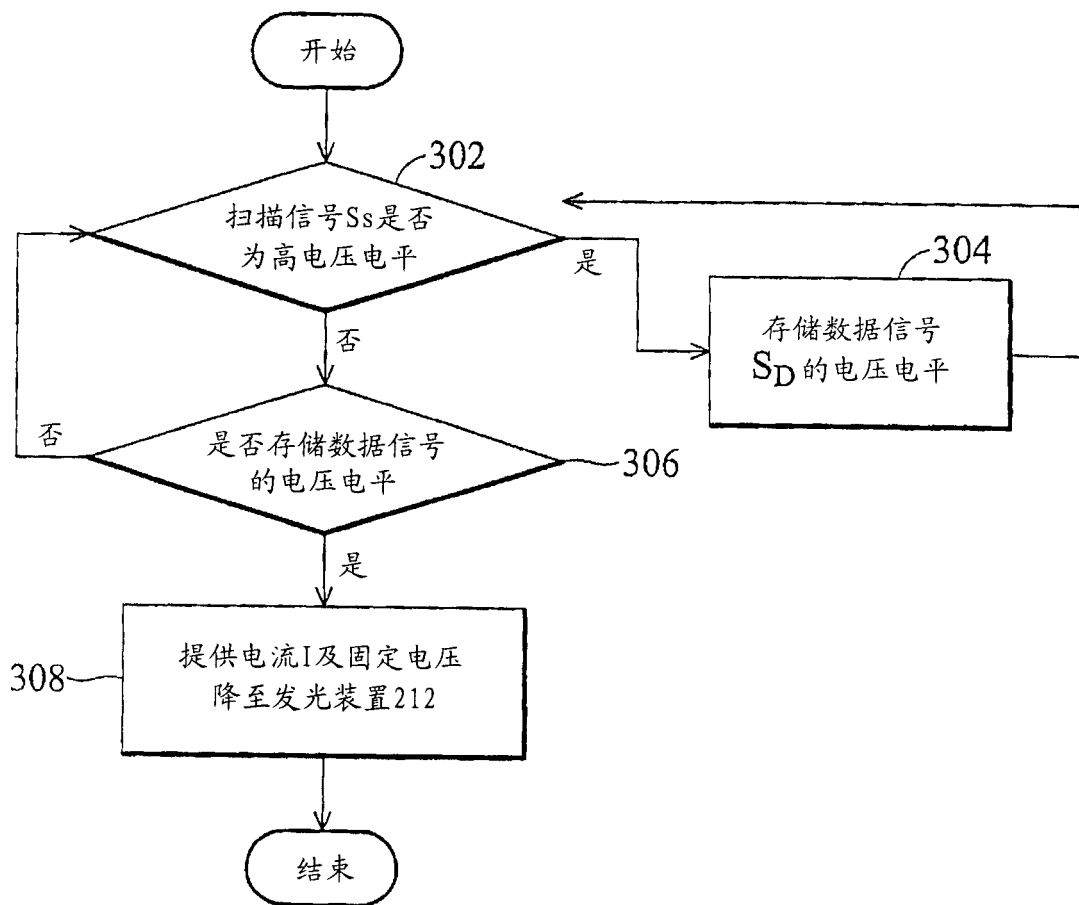 开始
302
扫描信号Ss是否
为高电压电平
是
304
存储数据信号
SD的电压电平
否
否
是否存储数据信号
的电压电平
306
是
308
提供电流I及固定电压
降至发光装置212
结束